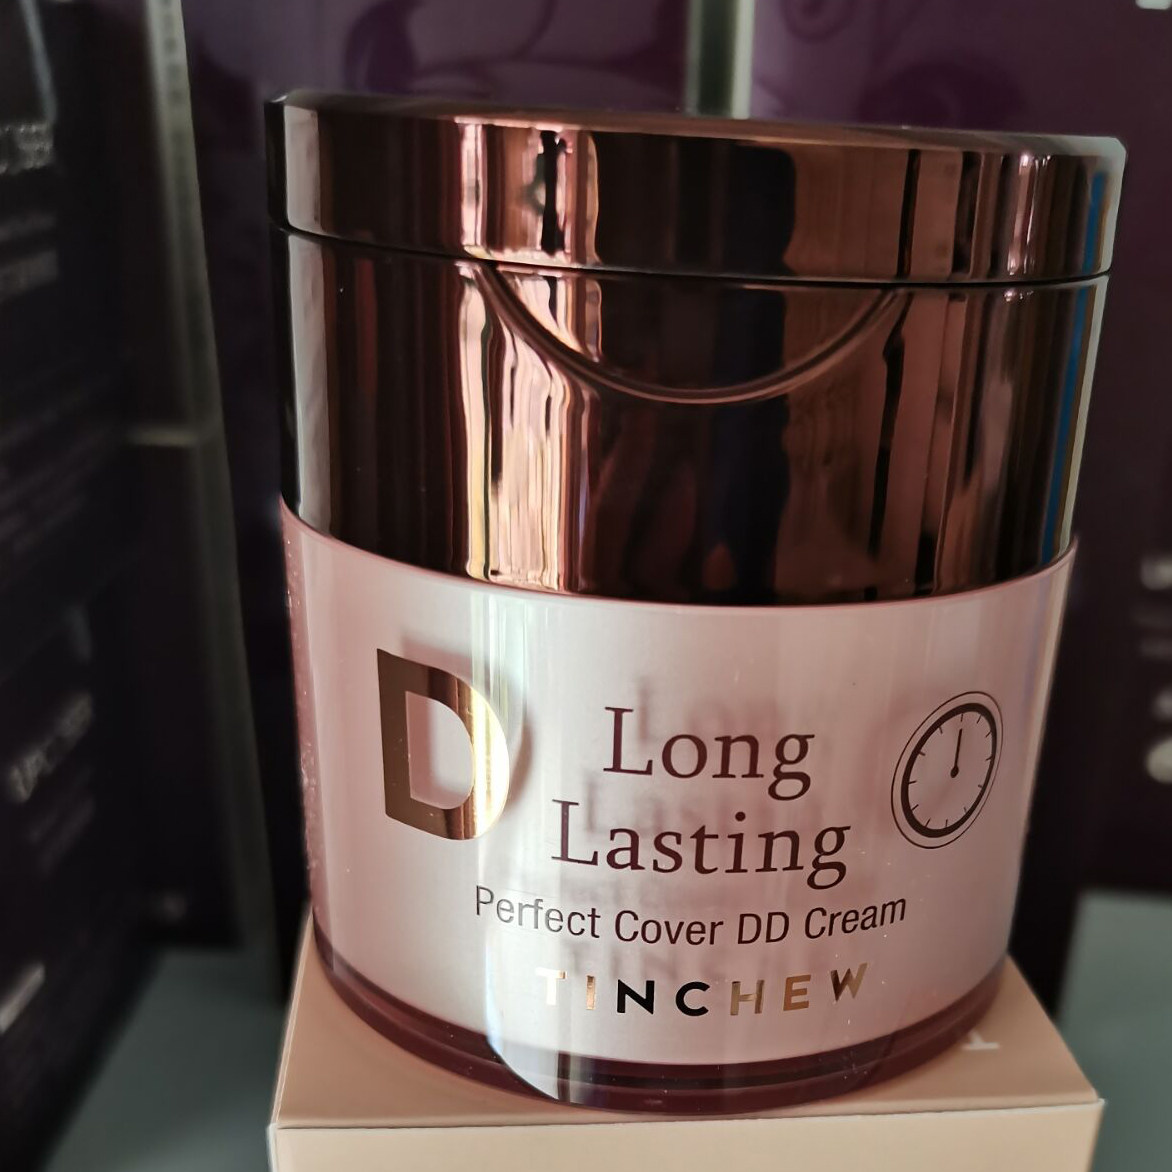 D
Long
Lasting
Perfect Cover DD Cream
TINCHEW